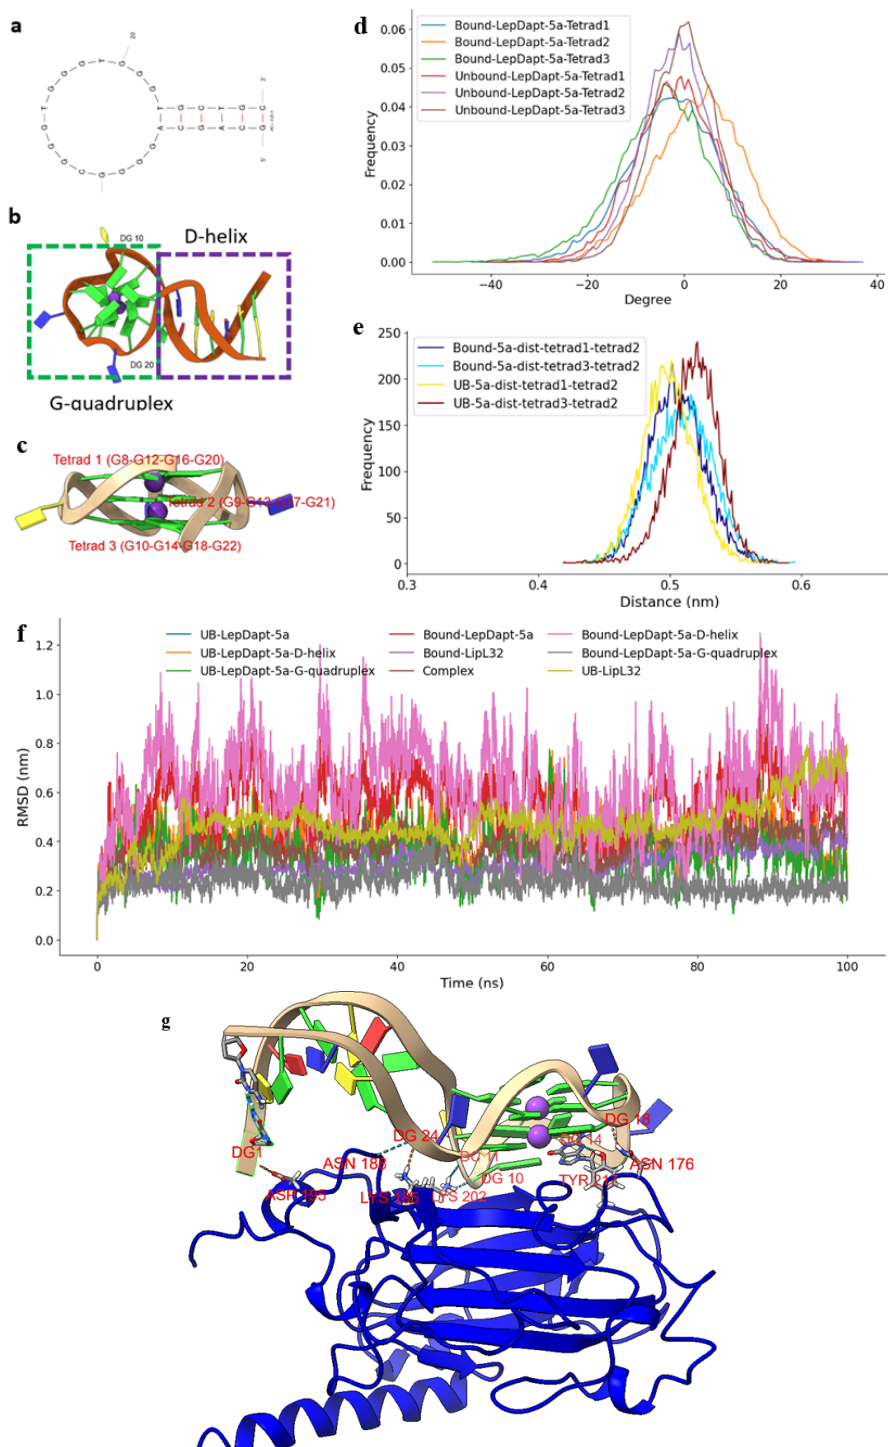 a
20
T G G G T G G
G C T G C
T
3'
A
C G A C G
5'
b
DG 10
D-helix
DG 20
G-quadruplex
c
Tetrad 1 (G8-G12-G16-G20)
Tetrad 2 (G9-G13-G17-G21)
Tetrad 3 (G10-G14-G18-G22)
d
Bound-LepDapt-5a-Tetrad1
Bound-LepDapt-5a-Tetrad2
Bound-LepDapt-5a-Tetrad3
Unbound-LepDapt-5a-Tetrad1
Unbound-LepDapt-5a-Tetrad2
Unbound-LepDapt-5a-Tetrad3
0.06
0.05
0.04
0.03
0.02
0.01
0.00
Frequency
−40
−20
0
20
40
Degree
e
Bound-5a-dist-tetrad1-tetrad2
Bound-5a-dist-tetrad3-tetrad2
UB-5a-dist-tetrad1-tetrad2
UB-5a-dist-tetrad3-tetrad2
250
200
150
100
50
0
Frequency
0.3
0.4
0.5
0.6
Distance (nm)
f
UB-LepDapt-5a
UB-LepDapt-5a-D-helix
UB-LepDapt-5a-G-quadruplex
Bound-LepDapt-5a
Bound-LipL32
Complex
Bound-LepDapt-5a-D-helix
Bound-LepDapt-5a-G-quadruplex
UB-LipL32
1.2
1.0
0.8
0.6
0.4
0.2
0.0
RMSD (nm)
0
20
40
60
80
100
Time (ns)
g
DG1
DG 24
DG 18
ASN 188
DG 14
ASN 176
DG 10
LYS 202